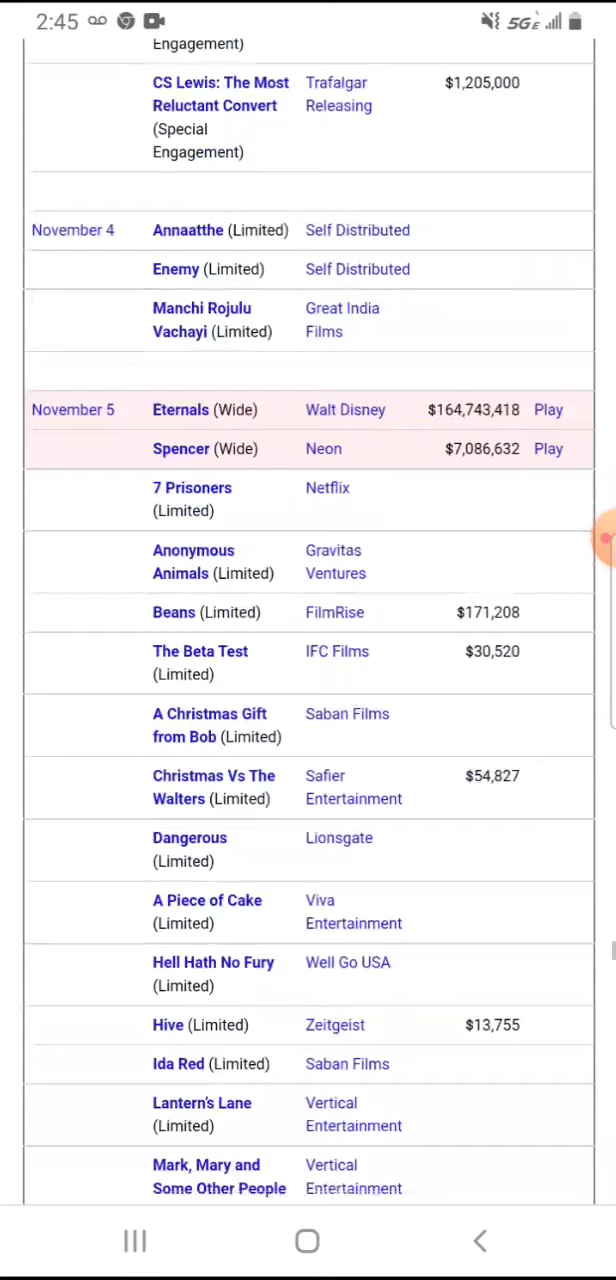 2:45 5GE
Engagement)
CS Lewis: The Most Trafalgar $1,205,000
Reluctant Convert Releasing
(Special
Engagement)
November 4 Annaatthe (Limited) Self Distributed
Enemy (Limited) Self Distributed
Manchi Rojulu Great India
Vachayi (Limited) Films
November 5 Eternals (Wide) Walt Disney $164,743,418 Play
Spencer (Wide) Neon $7,086,632 Play
7 Prisoners Netflix
(Limited)
Anonymous Gravitas
Animals (Limited) Ventures
Beans (Limited) FilmRise $171,208
The Beta Test IFC Films $30,520
(Limited)
A Christmas Gift Saban Films
from Bob (Limited)
Christmas Vs The Safier $54,827
Walters (Limited) Entertainment
Dangerous Lionsgate
(Limited)
A Piece of Cake Viva
(Limited) Entertainment
Hell Hath No Fury Well Go USA
(Limited)
Hive (Limited) Zeitgeist $13,755
Ida Red (Limited) Saban Films
Lantern's Lane Vertical
(Limited) Entertainment
Mark, Mary and Vertical
Some Other People Entertainment